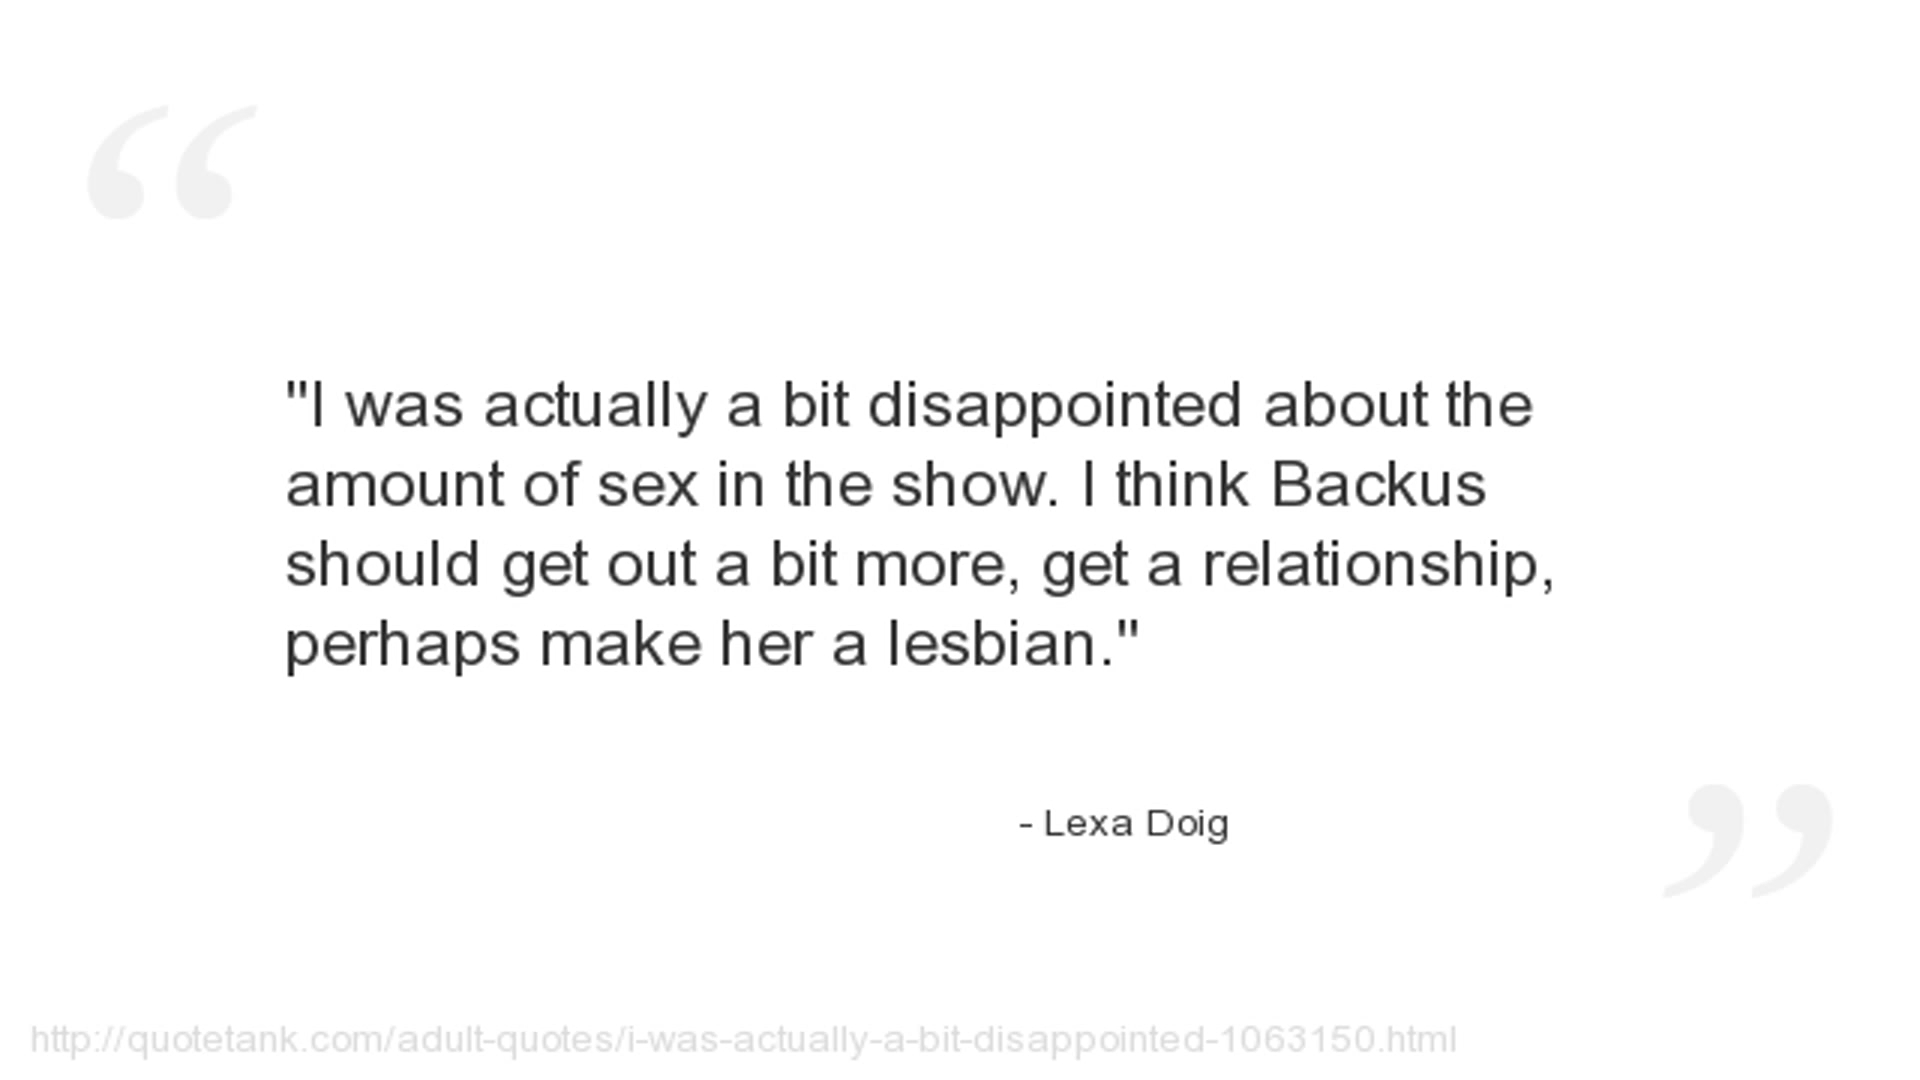 "I was actually a bit disappointed about the
amount of sex in the show. I think Backus
should get out a bit more, get a relationship,
perhaps make her a lesbian."
- Lexa Doig
http://quotetank.com/adult-quotes/i-was-actually-a-bit-disappointed-1063150.html